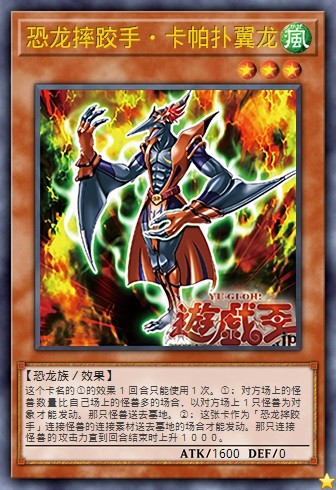 恐龙摔跤手·卡帕扑翼龙
風
YU-GI-OH!
遊戯王
.jp
【恐龙族/效果】
这个卡名的①的效果1回合只能使用1次。①：对方场上的怪
兽数量比自己场上的怪兽多的场合，以对方场上1只怪兽为对
象才能发动。那只怪兽送去墓地。②：这张卡作为「恐龙摔跤
手」连接怪兽的连接素材送去墓地的场合才能发动。那只连接
怪兽的攻击力直到回合结束时上升１０００。
ATK/1600 DEF/0